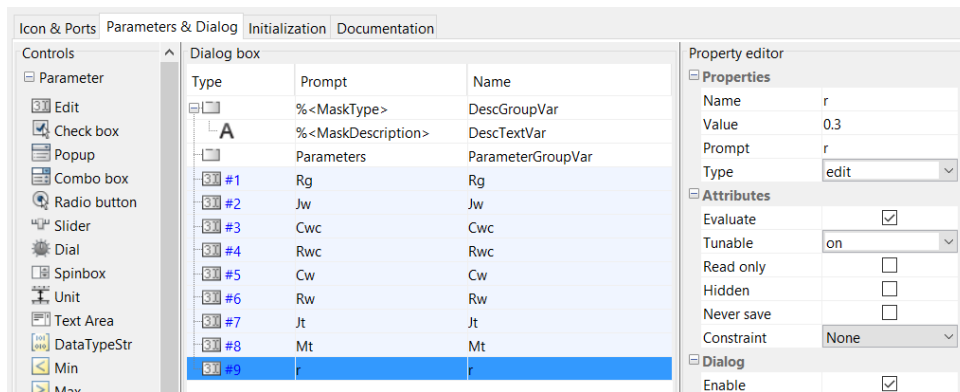 Icon & Ports Parameters & Dialog Initialization Documentation
Controls
Parameter
Edit
Check box
Popup
Combo box
Radio button
Slider
Dial
Spinbox
Unit
Text Area
DataTypeStr
Min
Max
Dialog box
Type Prompt Name
%<MaskType> DescGroupVar
A %<MaskDescription> DescTextVar
Parameters ParameterGroupVar
#1 Rg Rg
#2 Jw Jw
#3 Cwc Cwc
#4 Rwc Rwc
#5 Cw Cw
#6 Rw Rw
#7 Jt Jt
#8 Mt Mt
#9 r r
Property editor
Properties
Name r
Value 0.3
Prompt r
Type edit
Attributes
Evaluate
Tunable on
Read only
Hidden
Never save
Constraint None
Dialog
Enable